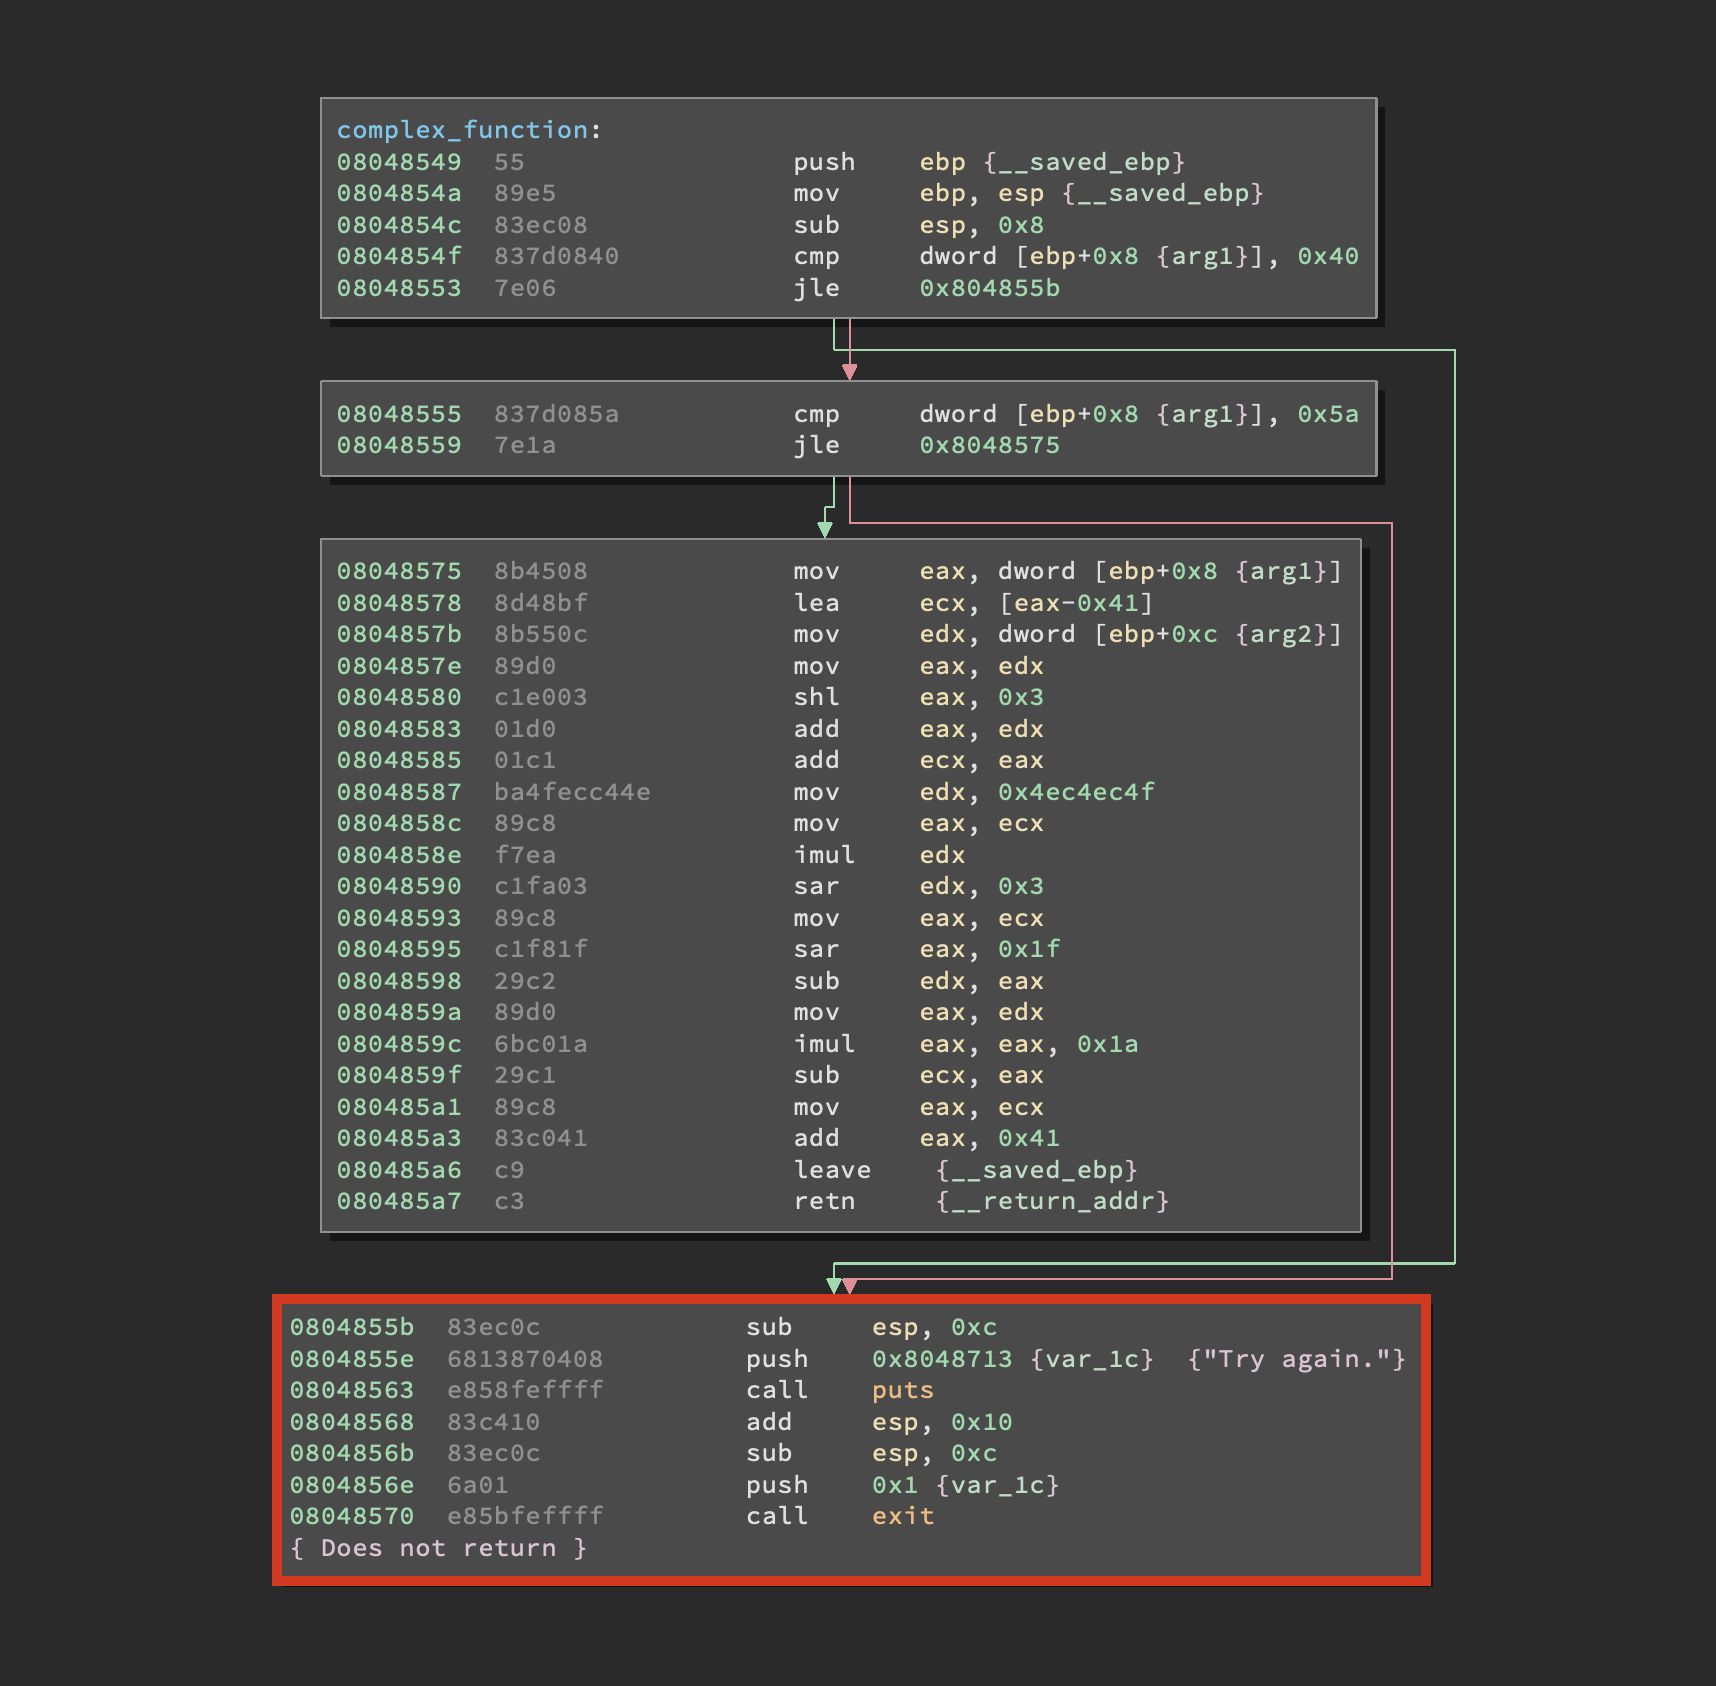 complex_function:
08048549 55 push ebp {__saved_ebp}
0804854a 89e5 mov ebp, esp {__saved_ebp}
0804854c 83ec08 sub esp, 0x8
0804854f 837d0840 cmp dword [ebp+0x8 {arg1}], 0x40
08048553 7e06 jle 0x804855b
08048555 837d085a cmp dword [ebp+0x8 {arg1}], 0x5a
08048559 7e1a jle 0x8048575
08048575 8b4508 mov eax, dword [ebp+0x8 {arg1}]
08048578 8d48bf lea ecx, [eax-0x41]
0804857b 8b550c mov edx, dword [ebp+0xc {arg2}]
0804857e 89d0 mov eax, edx
08048580 c1e003 shl eax, 0x3
08048583 01d0 add eax, edx
08048585 01c1 add ecx, eax
08048587 ba4fecc44e mov edx, 0x4ec4ec4f
0804858c 89c8 mov eax, ecx
0804858e f7ea imul edx
08048590 c1fa03 sar edx, 0x3
08048593 89c8 mov eax, ecx
08048595 c1f81f sar eax, 0x1f
08048598 29c2 sub edx, eax
0804859a 89d0 mov eax, edx
0804859c 6bc01a imul eax, eax, 0x1a
0804859f 29c1 sub ecx, eax
080485a1 89c8 mov eax, ecx
080485a3 83c041 add eax, 0x41
080485a6 c9 leave {__saved_ebp}
080485a7 c3 retn {__return_addr}
0804855b 83ec0c sub esp, 0xc
0804855e 6813870408 push 0x8048713 {var_1c} {"Try again."}
08048563 e858feffff call puts
08048568 83c410 add esp, 0x10
0804856b 83ec0c sub esp, 0xc
0804856e 6a01 push 0x1 {var_1c}
08048570 e85bfeffff call exit
{ Does not return }